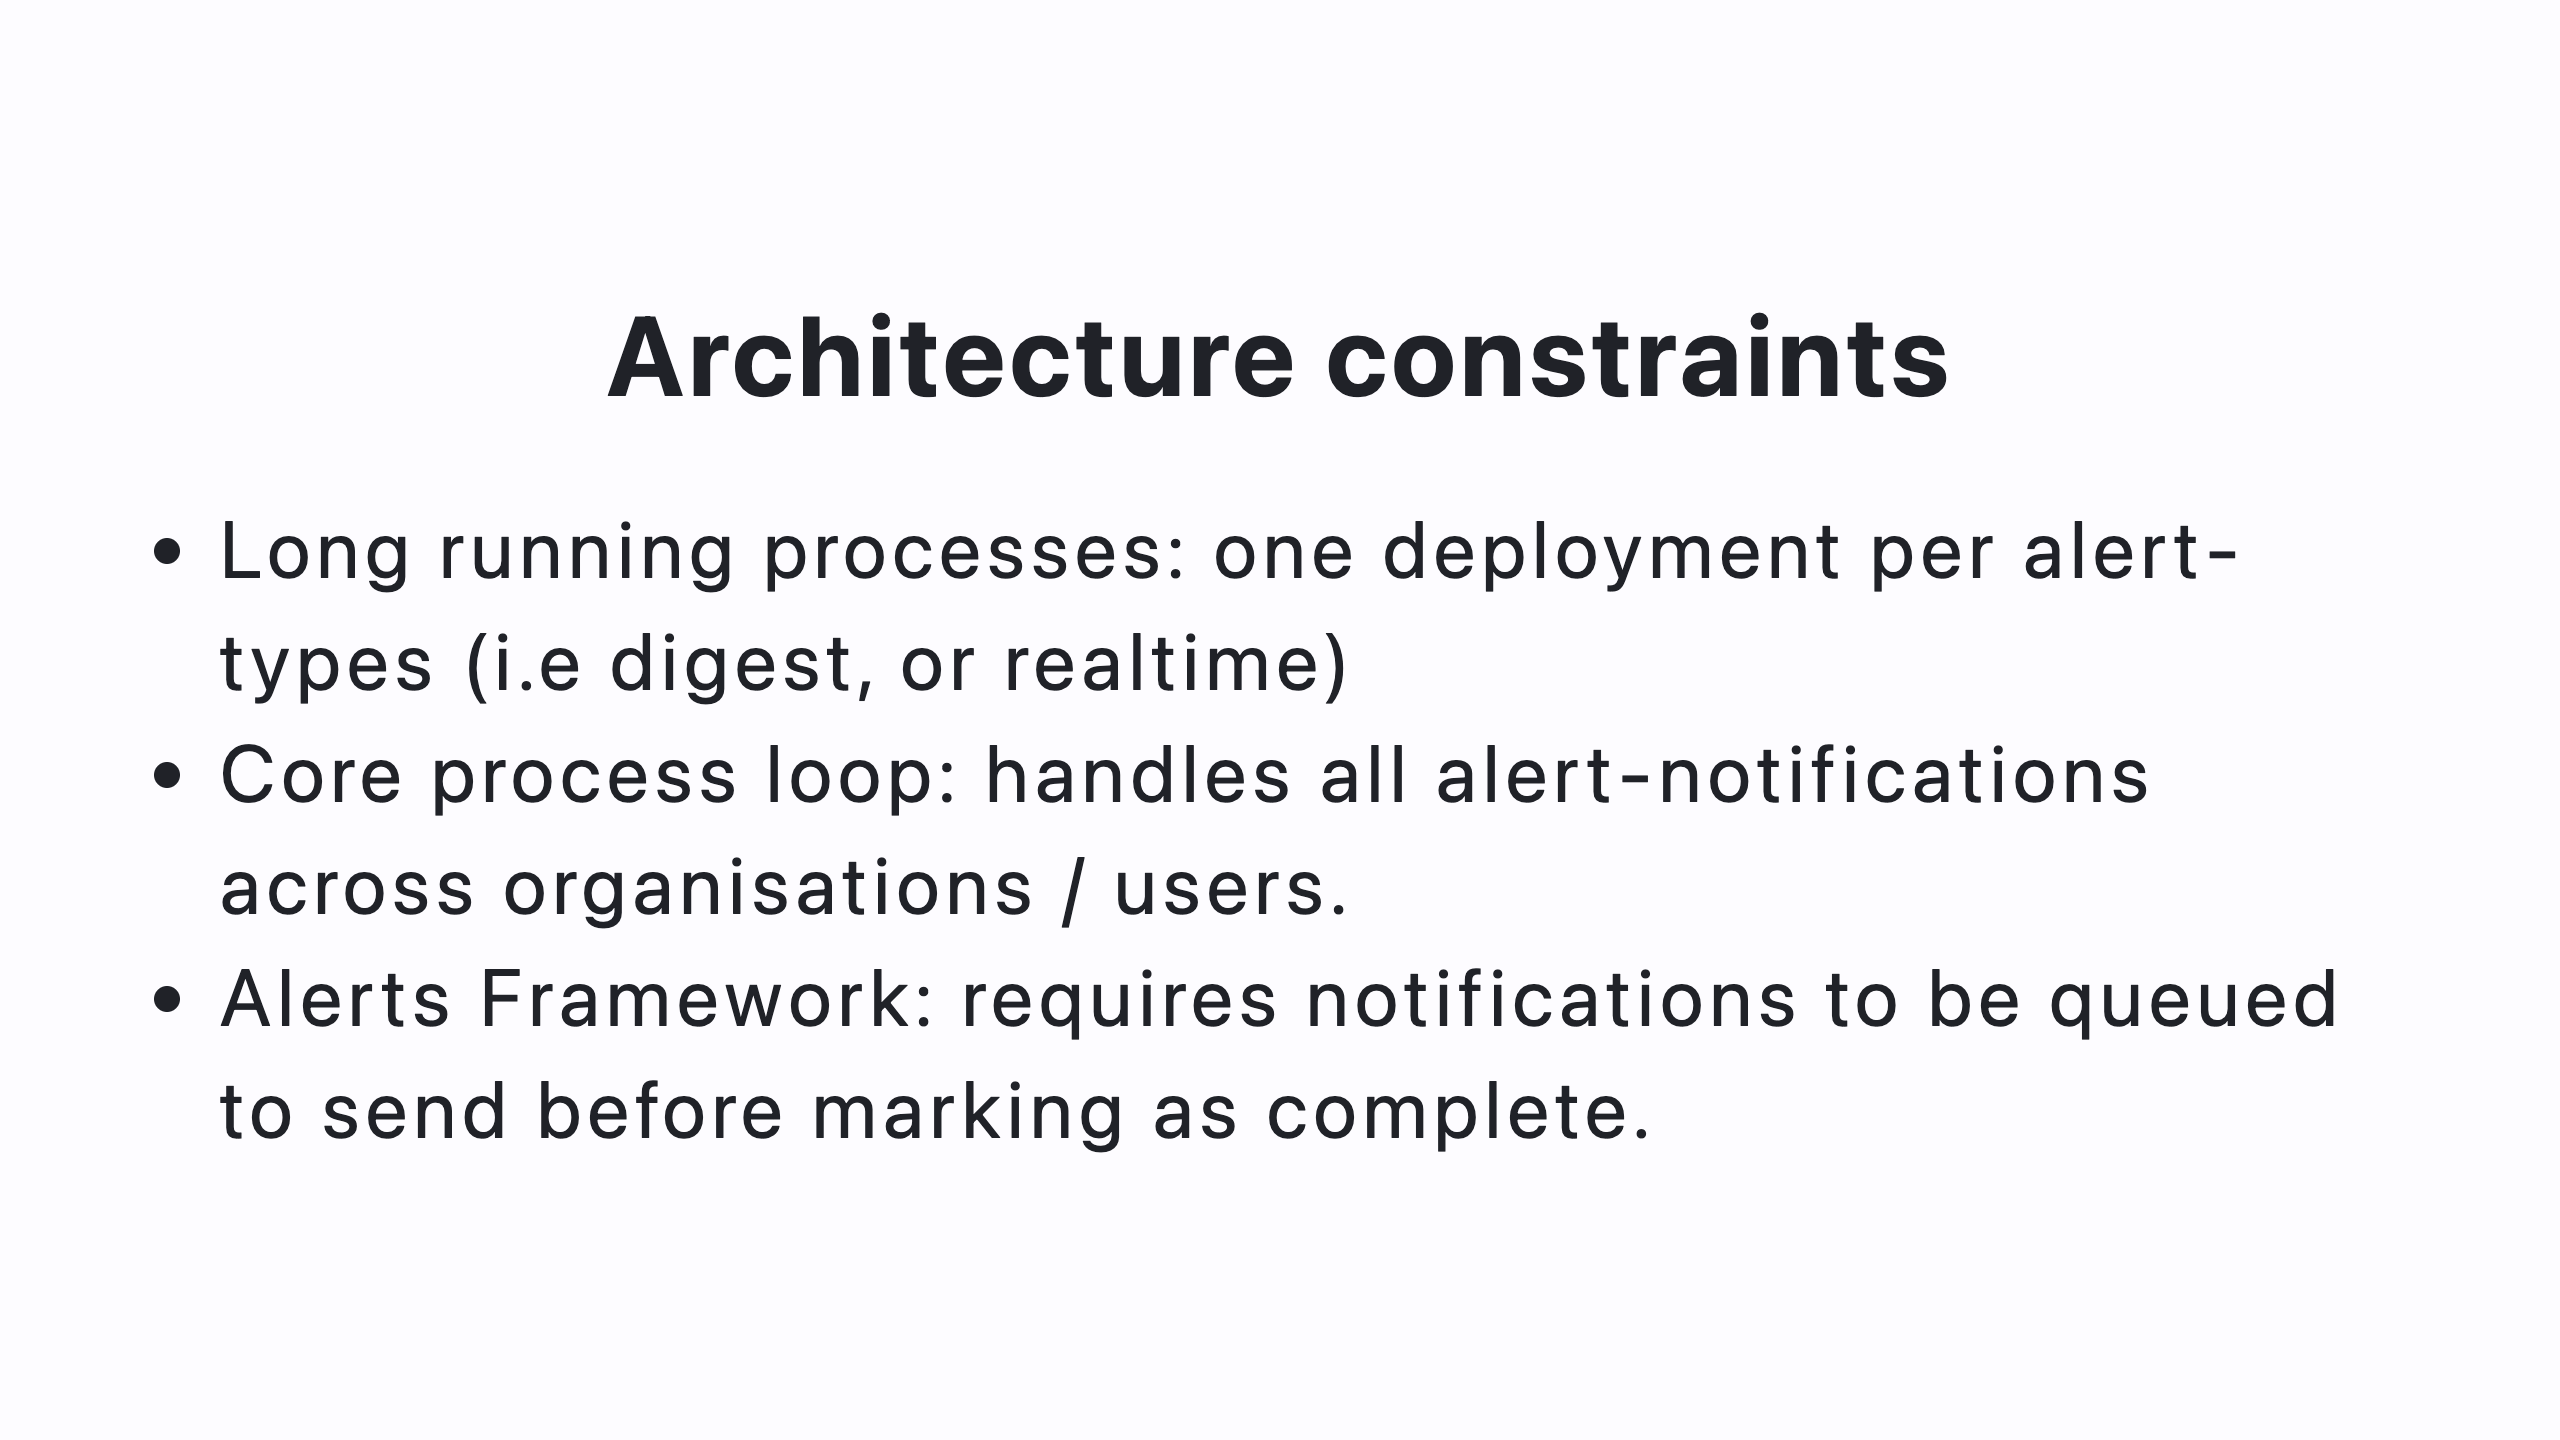 Architecture constraints
• Long running processes: one deployment per alert-
types (i.e digest, or realtime)
• Core process loop: handles all alert-notifications
across organisations / users.
• Alerts Framework: requires notifications to be queued
to send before marking as complete.